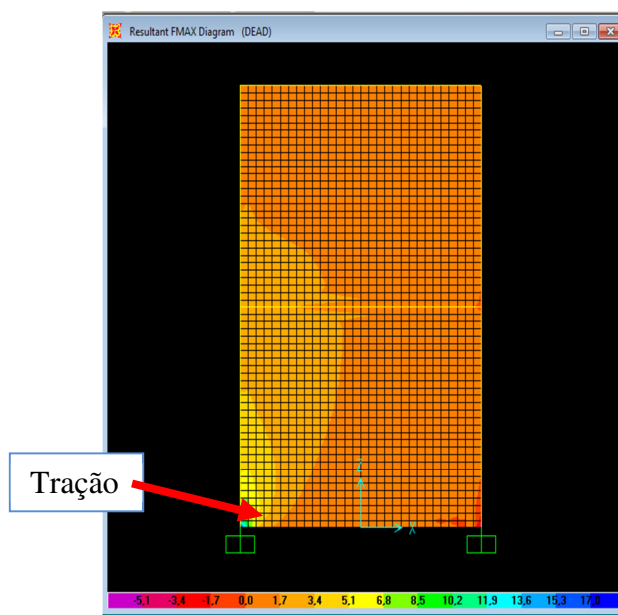 Resultant FMAX Diagram (DEAD)
Tração
Z
X
-5,1 -3,4 -1,7 0,0 1,7 3,4 5,1 6,8 8,5 10,2 11,9 13,6 15,3 17,0